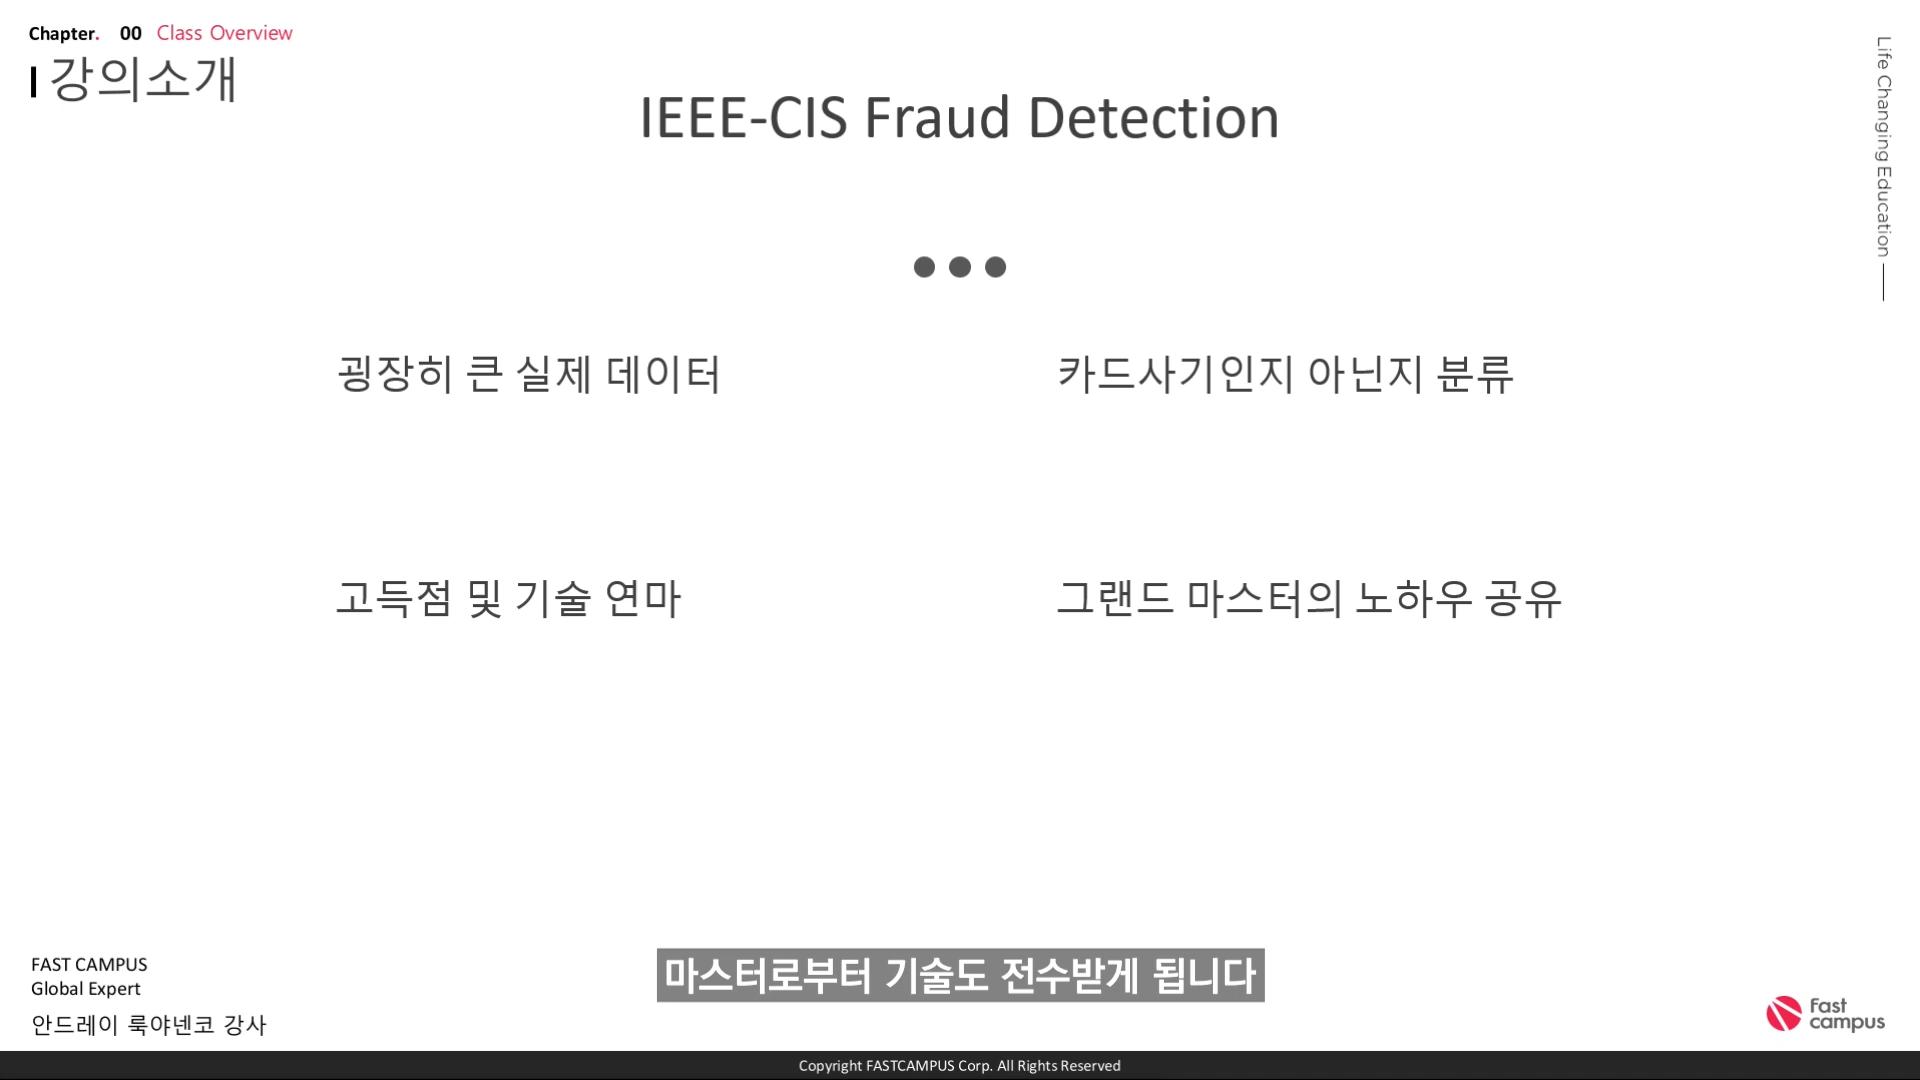 Chapter. 00 Class Overview
강의소개
IEEE-CIS Fraud Detection
Life Changing Education
굉장히 큰 실제 데이터
카드사기인지 아닌지 분류
고득점 및 기술 연마
그랜드 마스터의 노하우 공유
마스터로부터 기술도 전수받게 됩니다
FAST CAMPUS
Global Expert
안드레이 룩야넨코 강사
fast
campus
Copyright FASTCAMPUS Corp. All Rights Reserved